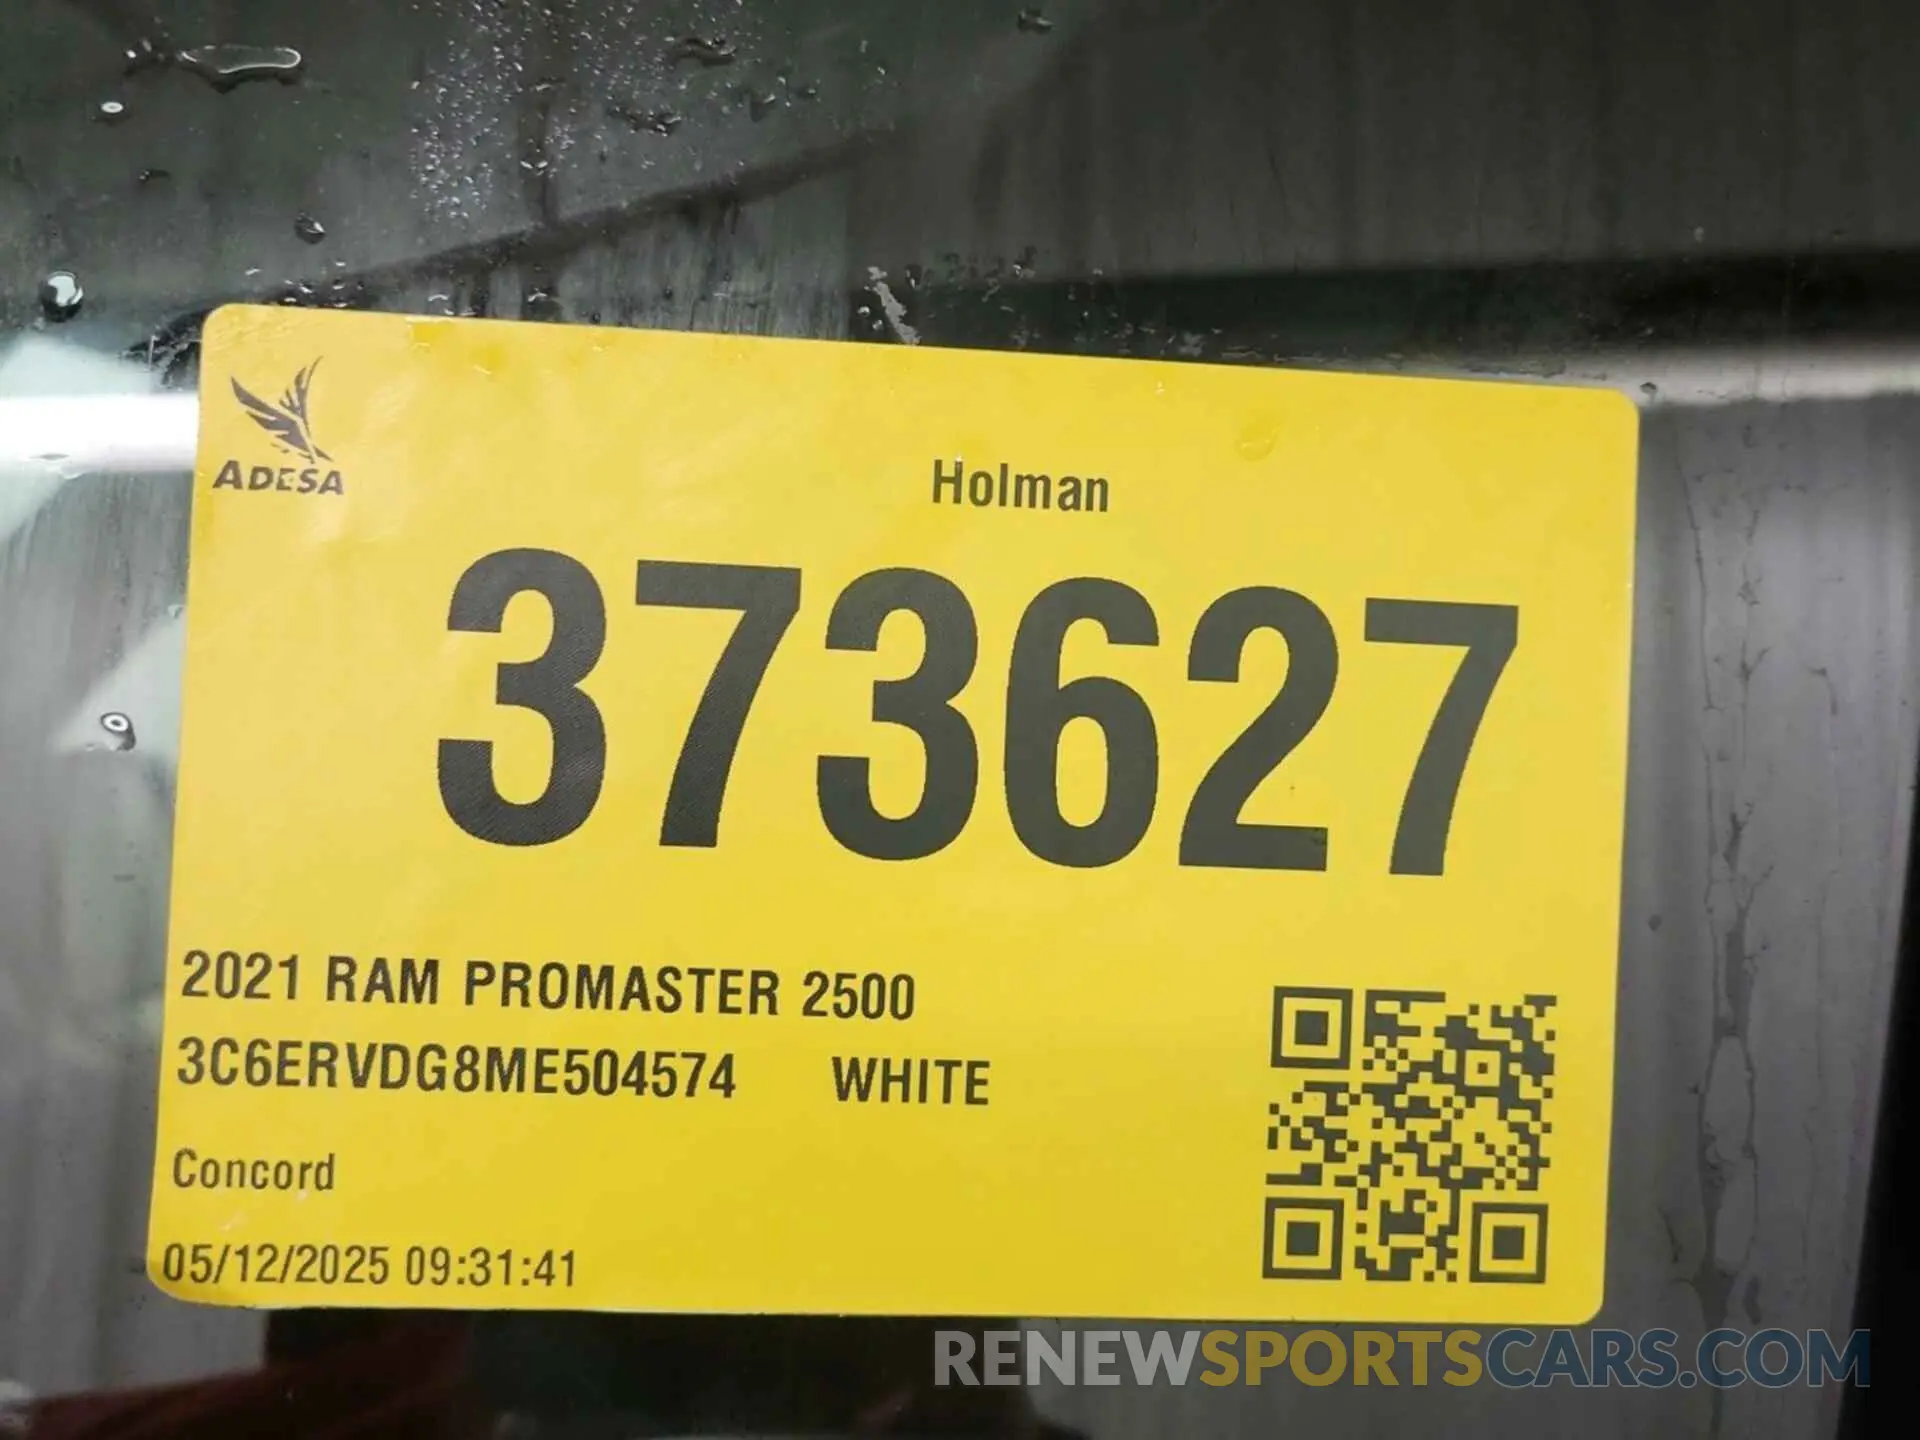 ADESA
Holman
373627
2021 RAM PROMASTER 2500
3C6ERVDG8ME504574 WHITE
Concord
05/12/2025 09:31:41
RENEWSPORTSCARS.COM